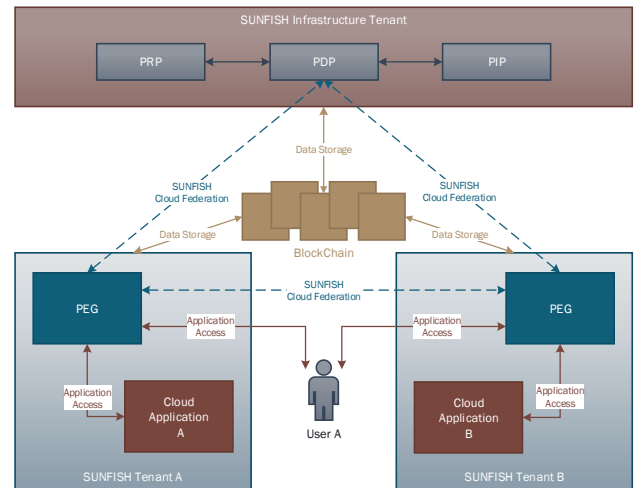 SUNFISH Infrastructure Tenant
PRP
PDP
PIP
Data Storage
SUNFISH
Cloud Federation
SUNFISH
Cloud Federation
Data Storage
Data Storage
BlockChain
SUNFISH
Cloud Federation
PEG
PEG
Application
Access
Application
Access
Application
Access
Application
Access
Cloud
Application
A
User A
Cloud
Application
B
SUNFISH Tenant A
SUNFISH Tenant B